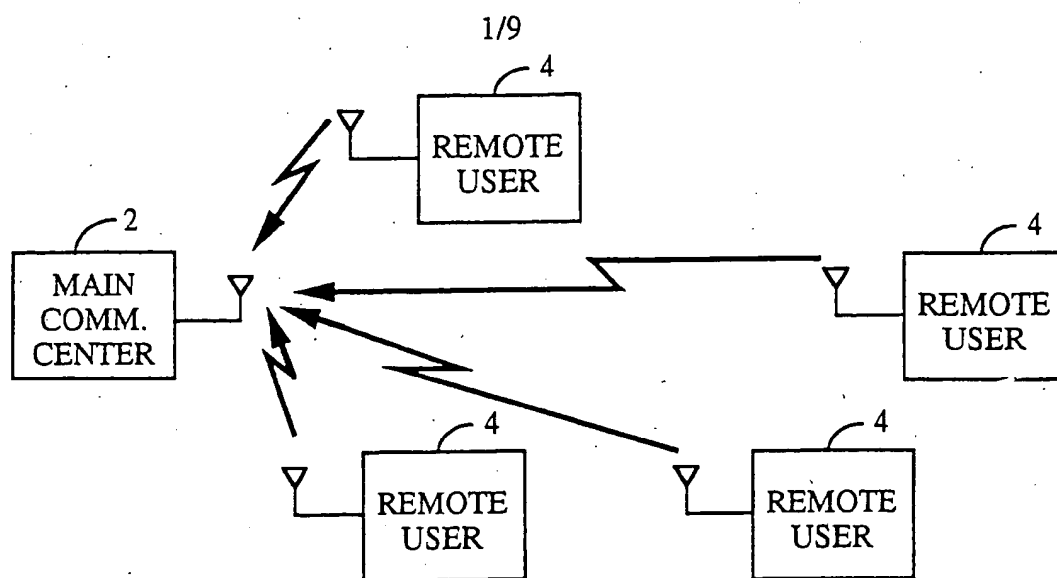 1/9
4
REMOTE
USER
2
MAIN
COMM.
CENTER
4
REMOTE
USER
4
REMOTE
USER
4
REMOTE
USER